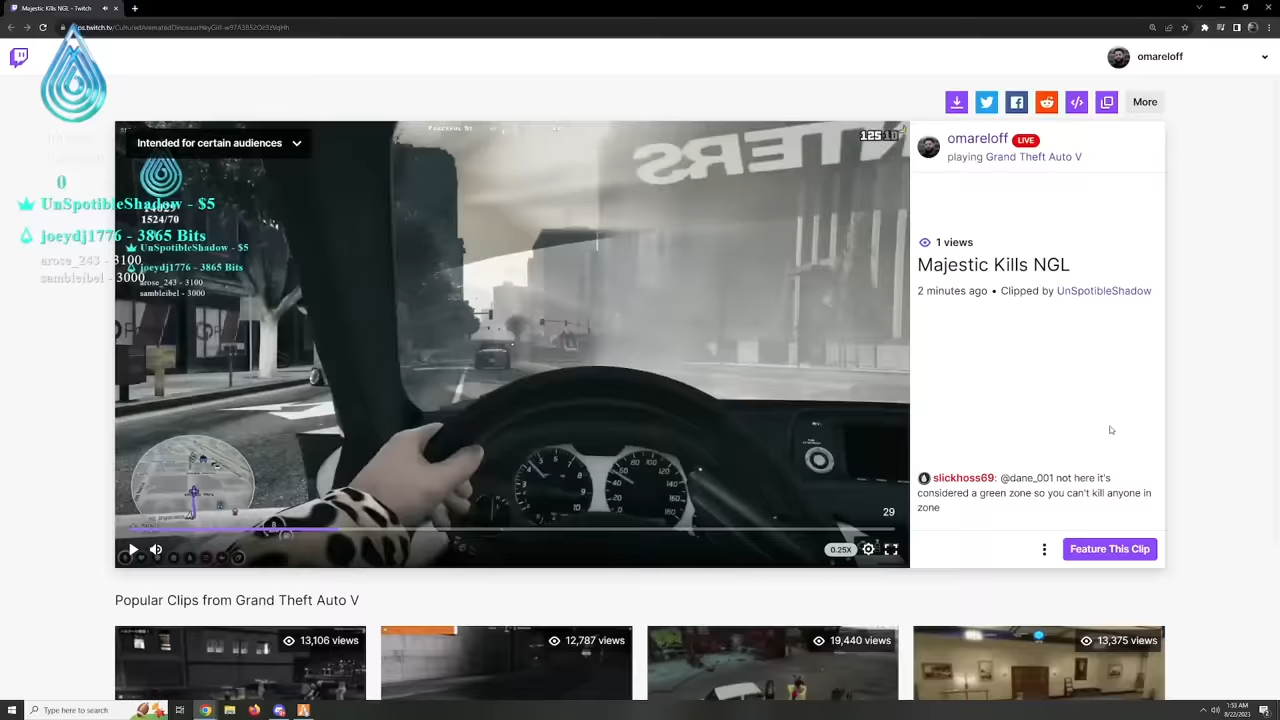 Majestic Kills NGL - Twitch
omareloff
More
Intended for certain audiences
1524/70
UnSpotibleShadow - $5
joeydj1776 - 3865 Bits
arose_243 - 3100
sambleibel - 3000
0
UnSpotibleShadow - $5
joeydj1776 - 3865 Bits
arose_243 - 3100
sambleibel - 3000
omareloff LIVE
playing Grand Theft Auto V
1 views
Majestic Kills NGL
2 minutes ago • Clipped by UnSpotibleShadow
slickhoss69: @dane_001 not here it's
considered a green zone so you can't kill anyone in
zone
8
29
0.25X
Feature This Clip
Popular Clips from Grand Theft Auto V
13,106 views
12,787 views
19,440 views
13,375 views
Type here to search
1:53 AM
8/22/2023